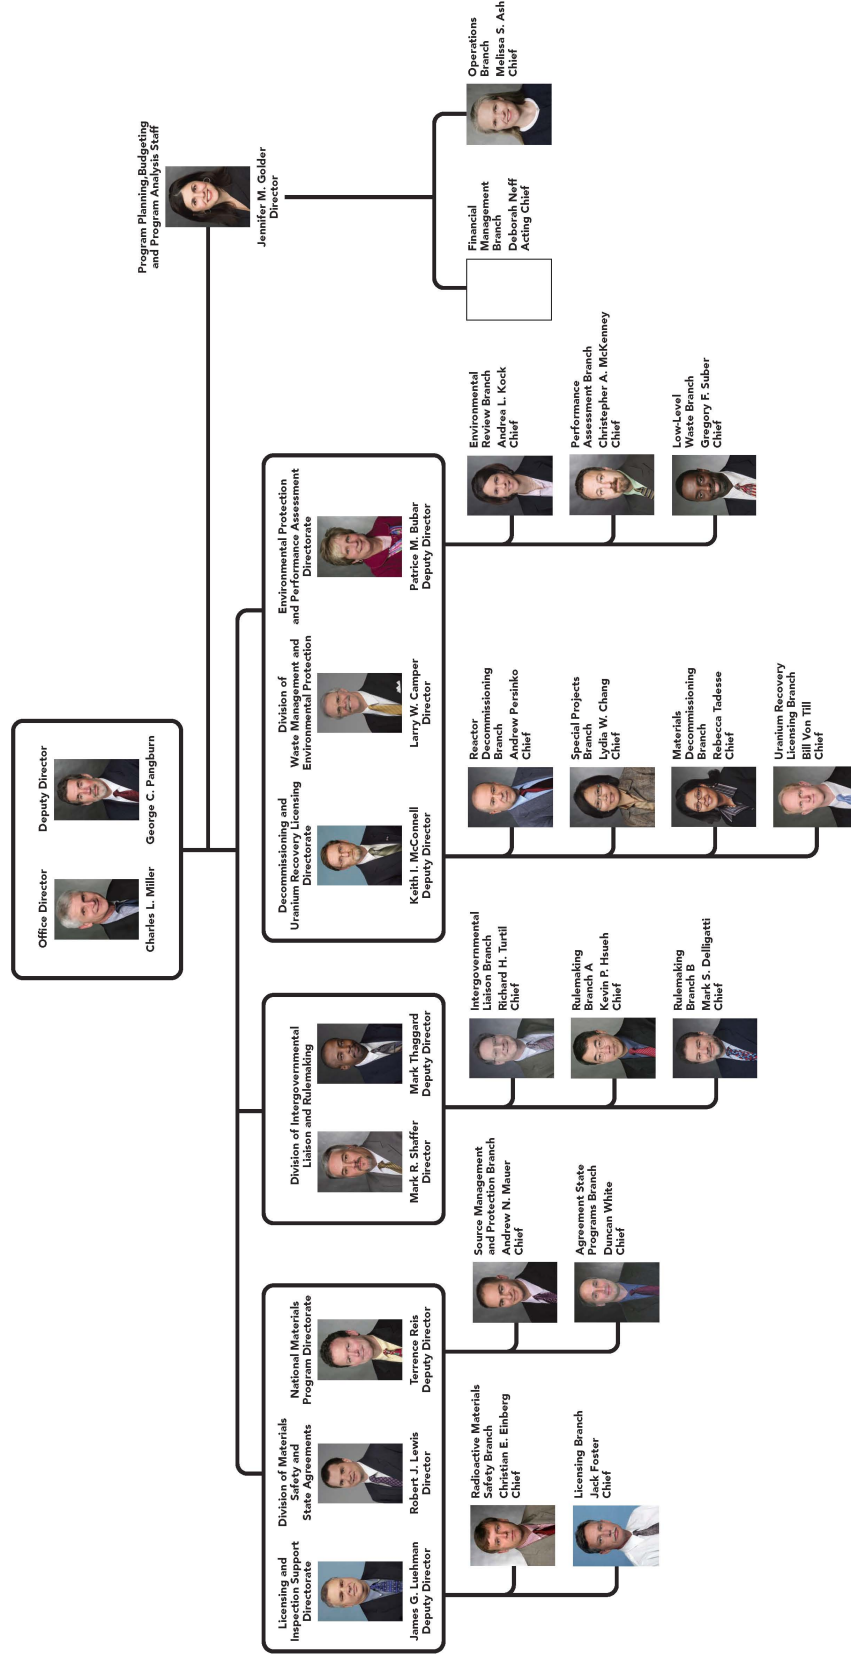 Office Director
Charles L. Miller
Deputy Director
George C. Pangburn
Program Planning,Budgeting
and Program Analysis Staff
Jennifer M. Golder
Director
Licensing and
Inspection Support
Directorate
James G. Luehman
Deputy Director
Division of Materials
Safety and
State Agreements
Robert J. Lewis
Director
National Materials
Program Directorate
Terrence Reis
Deputy Director
Division of Intergovernmental
Liaison and Rulemaking
Mark R. Shaffer
Director
Mark Thaggard
Deputy Director
Decommissioning and
Uranium Recovery Licensing
Directorate
Keith I. McConnell
Deputy Director
Division of
Waste Management and
Environmental Protection
Larry W. Camper
Director
Environmental Protection
and Performance Assessment
Directorate
Patrice M. Bubar
Deputy Director
Radioactive Materials
Safety Branch
Christian E. Einberg
Chief
Licensing Branch
Jack Foster
Chief
Source Management
and Protection Branch
Andrew N. Mauer
Chief
Agreement State
Programs Branch
Duncan White
Chief
Intergovernmental
Liaison Branch
Richard H. Turtil
Chief
Rulemaking
Branch A
Kevin P. Hsueh
Chief
Rulemaking
Branch B
Mark S. Delligatti
Chief
Reactor
Decommissioning
Branch
Andrew Persinko
Chief
Special Projects
Branch
Lydia W. Chang
Chief
Materials
Decommissioning
Branch
Rebecca Tadesse
Chief
Uranium Recovery
Licensing Branch
Bill Von Till
Chief
Environmental
Review Branch
Andrea L. Kock
Chief
Performance
Assessment Branch
Christepher A. McKenney
Chief
Low-Level
Waste Branch
Gregory F. Suber
Chief
Financial
Management
Branch
Deborah Neff
Acting Chief
Operations
Branch
Melissa S. Ash
Chief